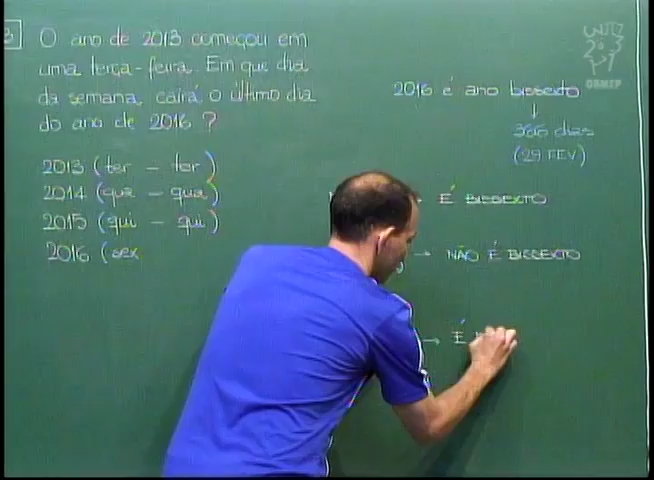 3
O ano de 2013 começou em
uma terça-feira. Em que dia
da semana cairá o último dia
do ano de 2016?
2013 (ter – ter)
2014 (qua – qua)
2015 (qui – qui)
2016 (sex
2016 é ano bissexto
↓
366 dias
(29 FEV)
É BISSEXTO
→ NÃO É BISSEXTO
→ É
OBMEP